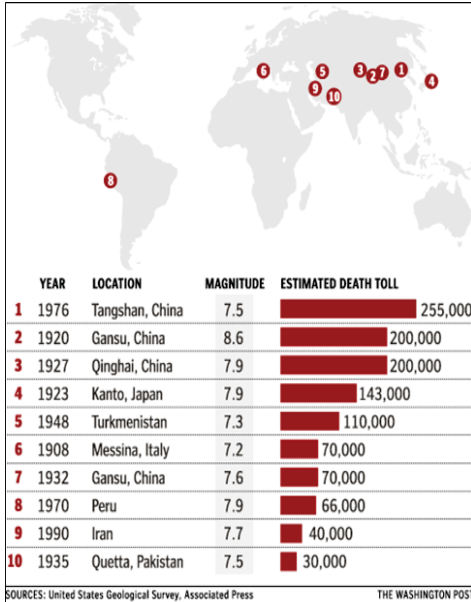 6
5
3
2
7
1
4
9
10
8
YEAR LOCATION MAGNITUDE ESTIMATED DEATH TOLL
1 1976 Tangshan, China 7.5 255,000
2 1920 Gansu, China 8.6 200,000
3 1927 Qinghai, China 7.9 200,000
4 1923 Kanto, Japan 7.9 143,000
5 1948 Turkmenistan 7.3 110,000
6 1908 Messina, Italy 7.2 70,000
7 1932 Gansu, China 7.6 70,000
8 1970 Peru 7.9 66,000
9 1990 Iran 7.7 40,000
10 1935 Quetta, Pakistan 7.5 30,000
SOURCES: United States Geological Survey, Associated Press THE WASHINGTON POS